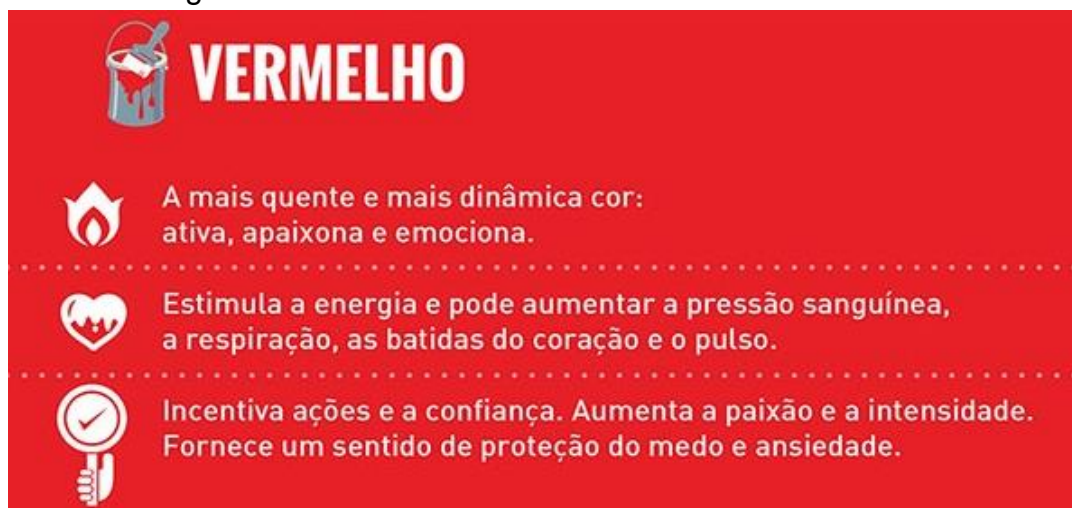 VERMELHO
A mais quente e mais dinâmica cor:
ativa, apaixona e emociona.
Estimula a energia e pode aumentar a pressão sanguínea,
a respiração, as batidas do coração e o pulso.
Incentiva ações e a confiança. Aumenta a paixão e a intensidade.
Fornece um sentido de proteção do medo e ansiedade.